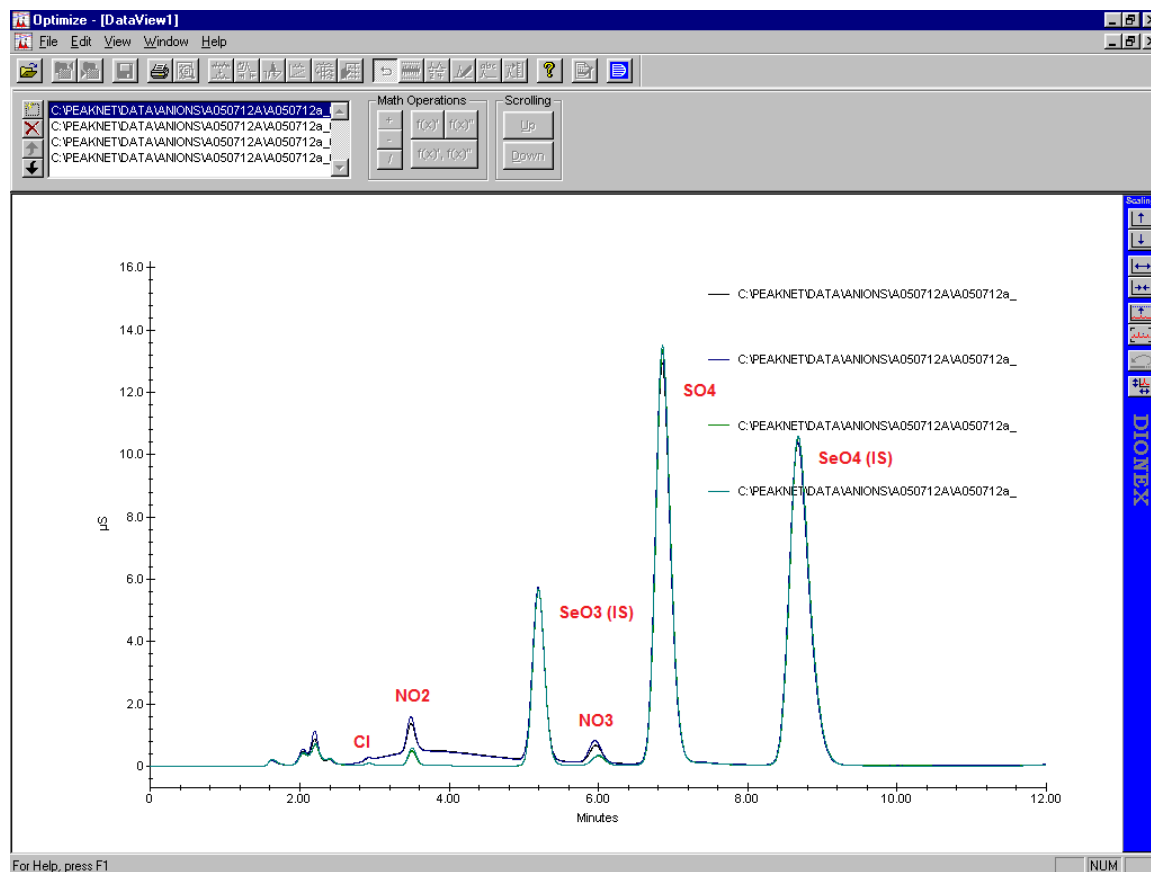 Optimize - [DataView1]
File Edit View Window Help
C:\PEAKNET\DATA\ANIONS\A050712A\A050712a_
C:\PEAKNET\DATA\ANIONS\A050712A\A050712a_
C:\PEAKNET\DATA\ANIONS\A050712A\A050712a_
C:\PEAKNET\DATA\ANIONS\A050712A\A050712a_
Math Operations
+
-
/
f(x)' f(x)''
f(x)', f(x)''
Scrolling
Up
Down
Scaling
DIONEX
16.0
14.0
12.0
10.0
8.0
6.0
4.0
2.0
0
µS
C:\PEAKNET\DATA\ANIONS\A050712A\A050712a_
C:\PEAKNET\DATA\ANIONS\A050712A\A050712a_
C:\PEAKNET\DATA\ANIONS\A050712A\A050712a_
C:\PEAKNET\DATA\ANIONS\A050712A\A050712a_
Cl
NO2
SeO3 (IS)
NO3
SO4
SeO4 (IS)
0 2.00 4.00 6.00 8.00 10.00 12.00
Minutes
For Help, press F1
NUM